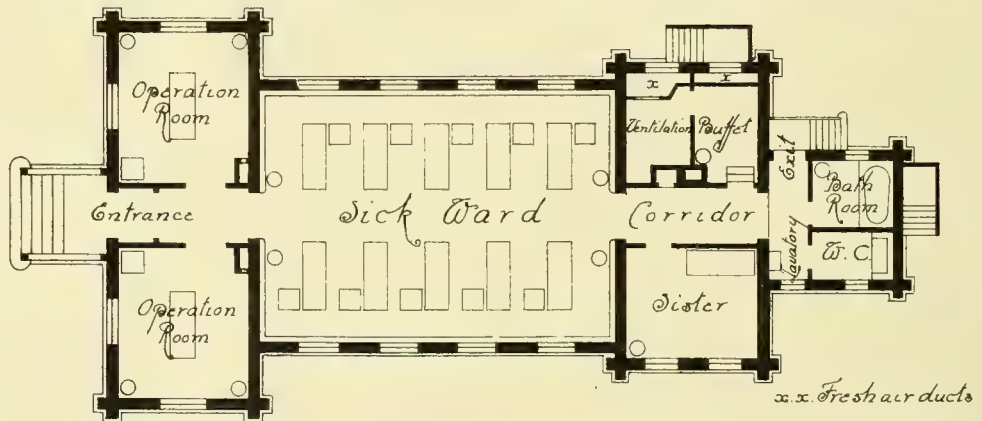 Operation
Room
x
x
Ventilation
Buffet
Exit
Bath
Room
Entrance
Sick Ward
Corridor
Lavatory
W.C.
Operation
Room
Sister
x.x. Fresh air ducts